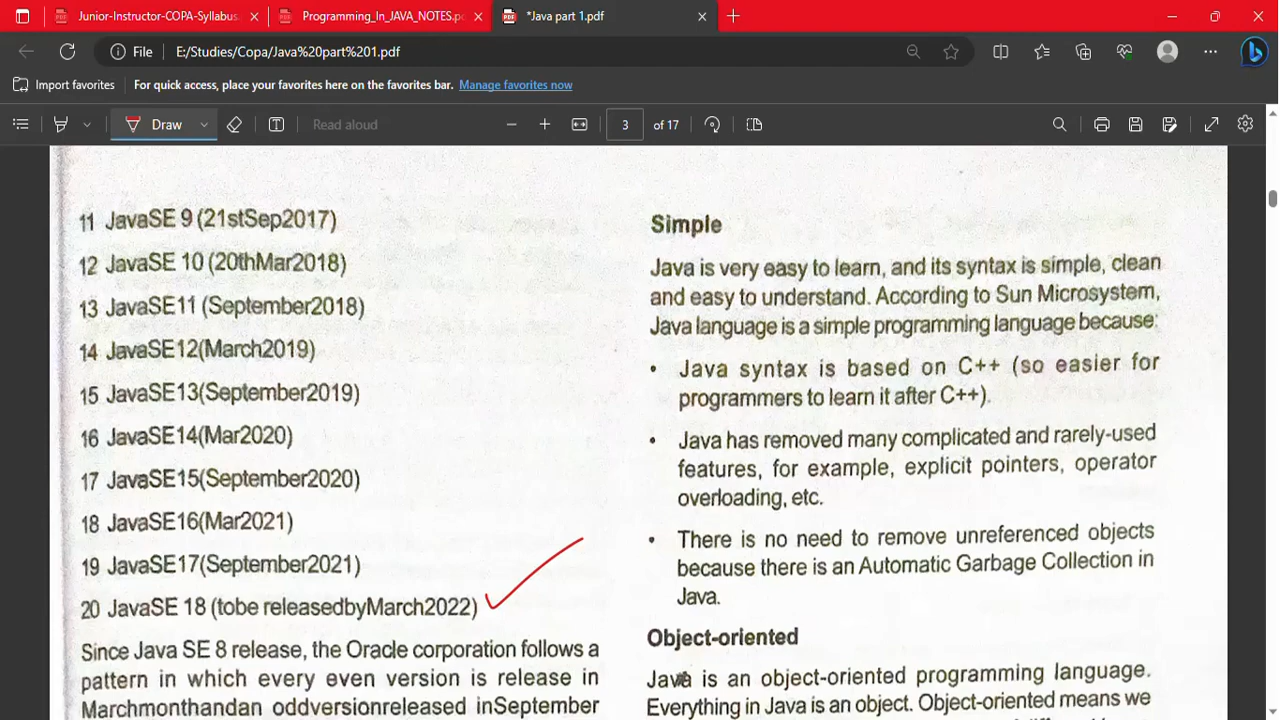 Junior-Instructor-COPA-Syllabus.
Programming_In_JAVA_NOTES.p
*Java part 1.pdf
File
E:/Studies/Copa/Java%20part%201.pdf
Import favorites
For quick access, place your favorites here on the favorites bar. Manage favorites now
Draw
Read aloud
3 of 17
11 JavaSE 9 (21stSep2017)
12 JavaSE 10 (20thMar2018)
13 JavaSE11 (September2018)
14 JavaSE12(March2019)
15 JavaSE13(September2019)
16 JavaSE14(Mar2020)
17 JavaSE15(September2020)
18 JavaSE16(Mar2021)
19 JavaSE17(September2021)
20 JavaSE 18 (tobe releasedbyMarch2022)
Since Java SE 8 release, the Oracle corporation follows a
pattern in which every even version is release in
Marchmonthandan oddversionreleased inSeptember
Simple
Java is very easy to learn, and its syntax is simple, clean
and easy to understand. According to Sun Microsystem,
Java language is a simple programming language because:
• Java syntax is based on C++ (so easier for
programmers to learn it after C++).
• Java has removed many complicated and rarely-used
features, for example, explicit pointers, operator
overloading, etc.
• There is no need to remove unreferenced objects
because there is an Automatic Garbage Collection in
Java.
Object-oriented
Java is an object-oriented programming language.
Everything in Java is an object. Object-oriented means we